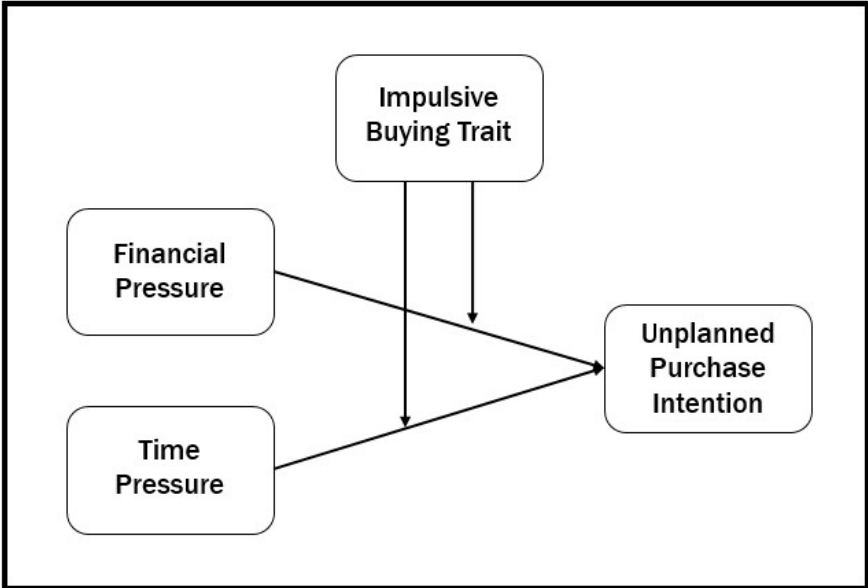 Impulsive
Buying Trait
Financial
Pressure
Unplanned
Purchase
Intention
Time
Pressure